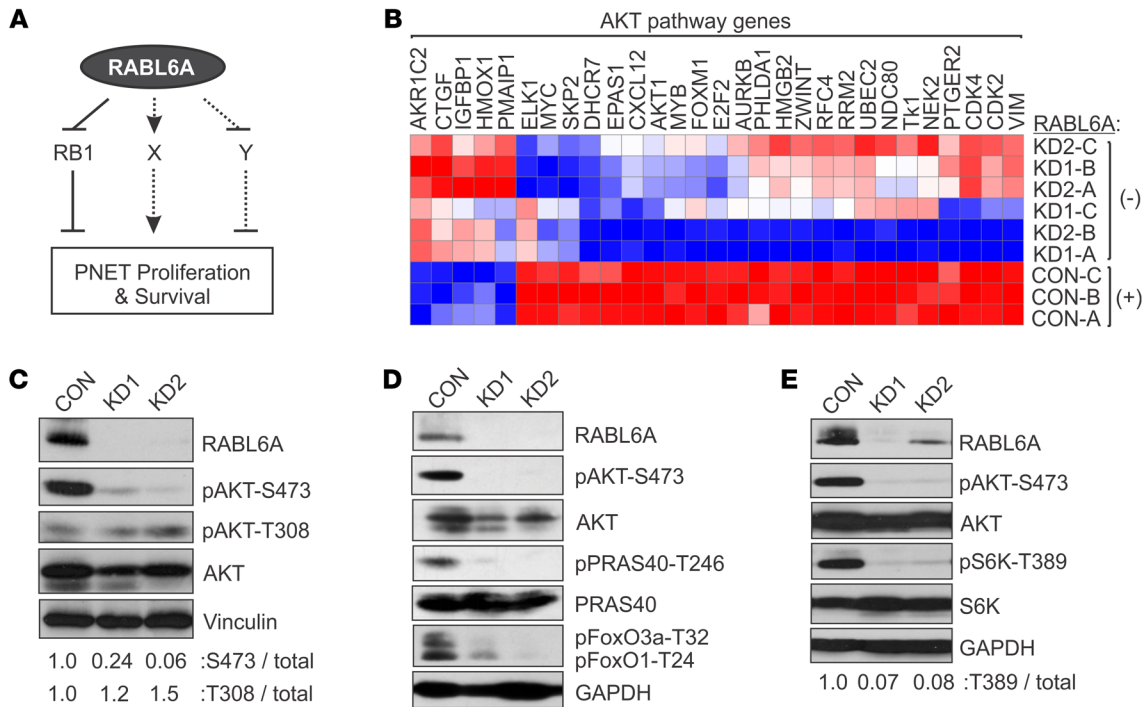 A
RABL6A
RB1
X
Y
PNET Proliferation
& Survival
B
AKT pathway genes
AKR1C2
CTGF
IGFBP1
HMOX1
PMAIP1
ELK1
MYC
SKP2
DHCR7
EPAS1
CXCL12
AKT1
MYB
FOXM1
E2F2
AURKB
PHLDA1
HMGB2
ZWINT
RFC4
RRM2
UBEC2
NDC80
Tk1
NEK2
PTGER2
CDK4
CDK2
VIM
RABL6A:
KD2-C
KD1-B
KD2-A
KD1-C
KD2-B
KD1-A
(-)
CON-C
CON-B
CON-A
(+)
C
CON KD1 KD2
RABL6A
pAKT-S473
pAKT-T308
AKT
Vinculin
1.0 0.24 0.06 :S473 / total
1.0 1.2 1.5 :T308 / total
D
CON KD1 KD2
RABL6A
pAKT-S473
AKT
pPRAS40-T246
PRAS40
pFoxO3a-T32
pFoxO1-T24
GAPDH
E
CON KD1 KD2
RABL6A
pAKT-S473
AKT
pS6K-T389
S6K
GAPDH
1.0 0.07 0.08 :T389 / total